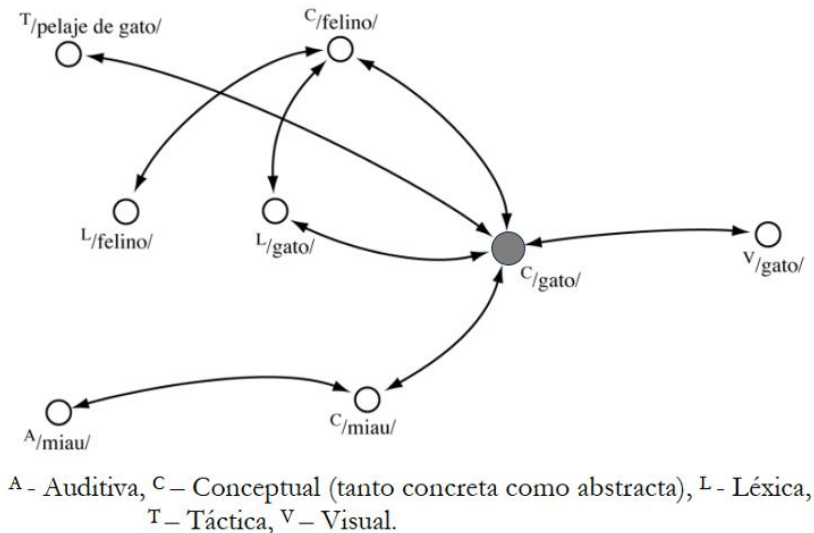 T/pelaje de gato/
C/felino/
L/felino/
L/gato/
C/gato/
V/gato/
A/miau/
C/miau/
A - Auditiva, C – Conceptual (tanto concreta como abstracta), L - Léxica,
T – Táctica, V – Visual.